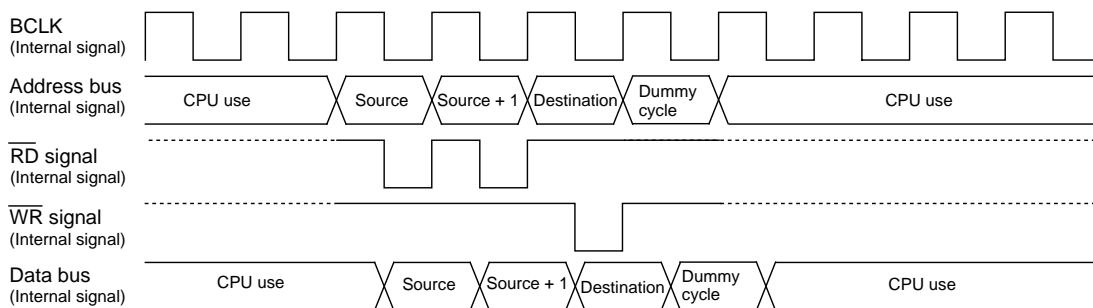 BCLK
(Internal signal)
Address bus
(Internal signal)
CPU use
Source
Source + 1
Destination
Dummy
cycle
CPU use
RD signal
(Internal signal)
WR signal
(Internal signal)
Data bus
(Internal signal)
CPU use
Source
Source + 1
Destination
Dummy
cycle
CPU use